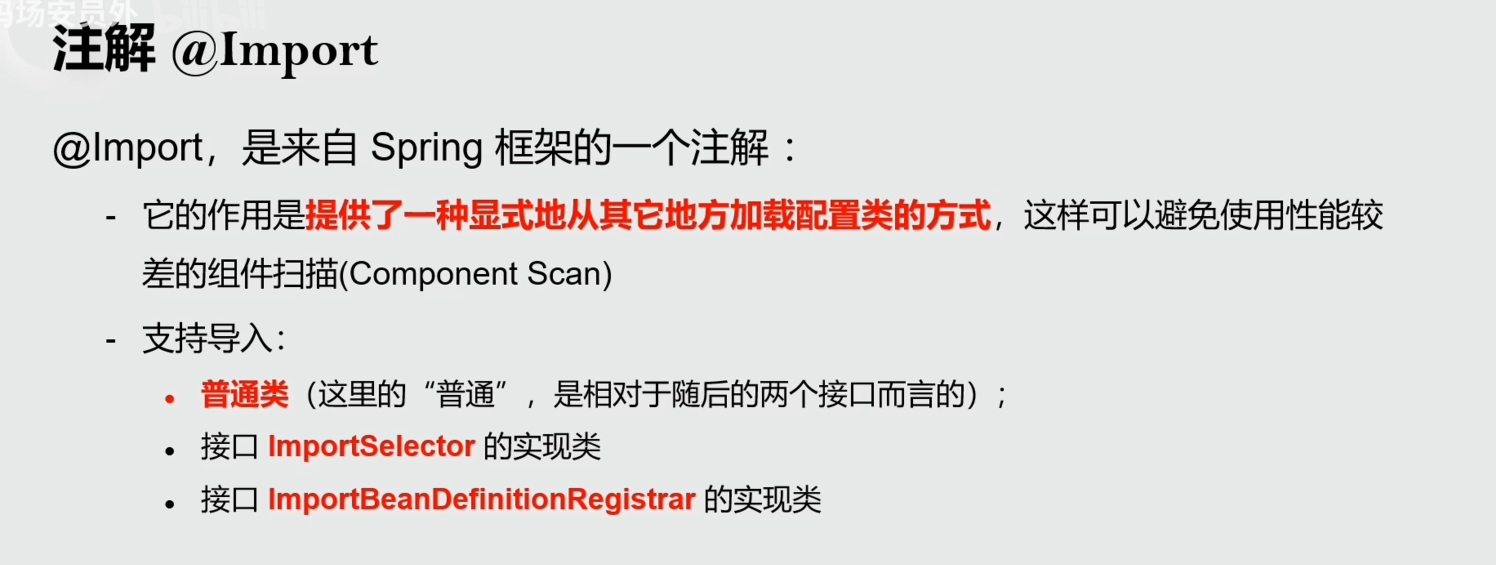 码场安员外 bilibili
注解 @Import
@Import，是来自 Spring 框架的一个注解：
- 它的作用是提供了一种显式地从其它地方加载配置类的方式，这样可以避免使用性能较
差的组件扫描(Component Scan)
- 支持导入：
• 普通类（这里的“普通”，是相对于随后的两个接口而言的）；
• 接口 ImportSelector 的实现类
• 接口 ImportBeanDefinitionRegistrar 的实现类